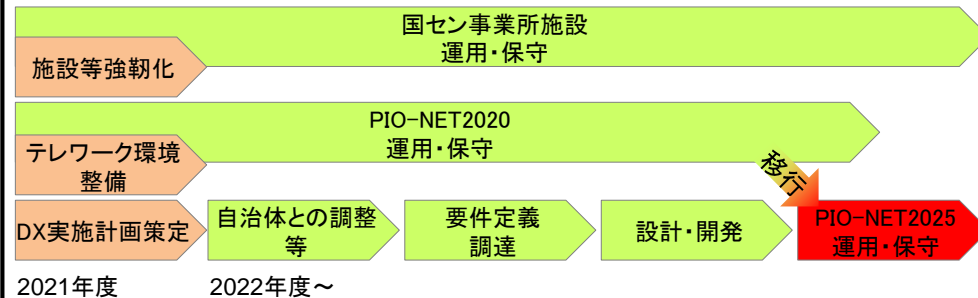 国セン事業所施設
運用・保守
施設等強靭化
PIO-NET2020
運用・保守
テレワーク環境
整備
移行
DX実施計画策定
自治体との調整
等
要件定義
調達
設計・開発
PIO-NET2025
運用・保守
2021年度
2022年度～